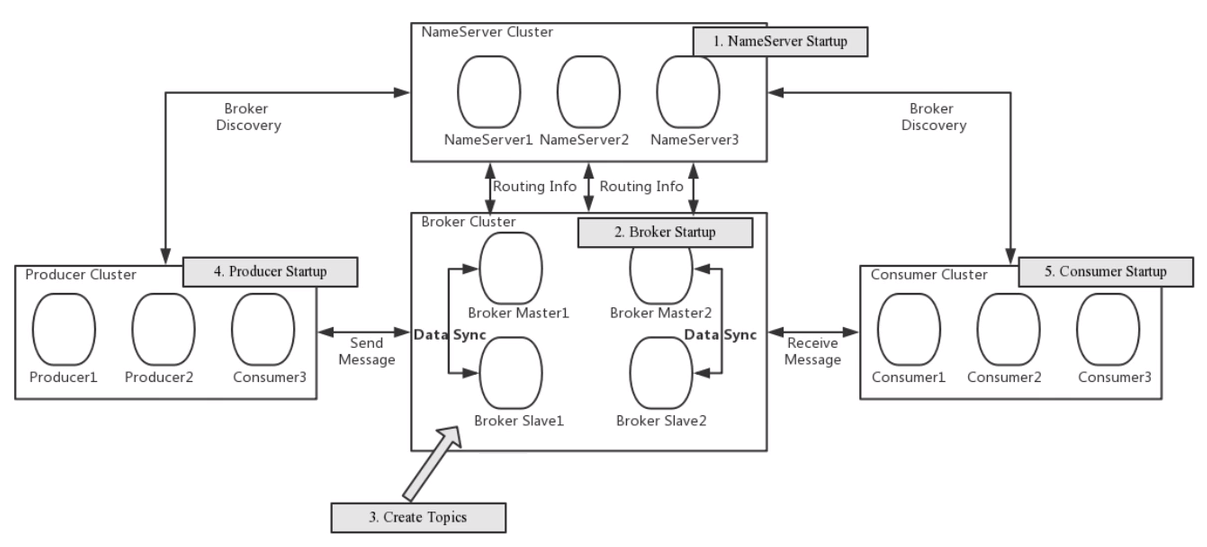 NameServer Cluster
1. NameServer Startup
NameServer1 NameServer2 NameServer3
Broker
Discovery
Broker
Discovery
Routing Info Routing Info
Broker Cluster
2. Broker Startup
Broker Master1 Broker Master2
Data Sync Data Sync
Broker Slave1 Broker Slave2
Producer Cluster
4. Producer Startup
Producer1 Producer2 Consumer3
Send
Message
Receive
Message
Consumer Cluster
5. Consumer Startup
Consumer1 Consumer2 Consumer3
3. Create Topics